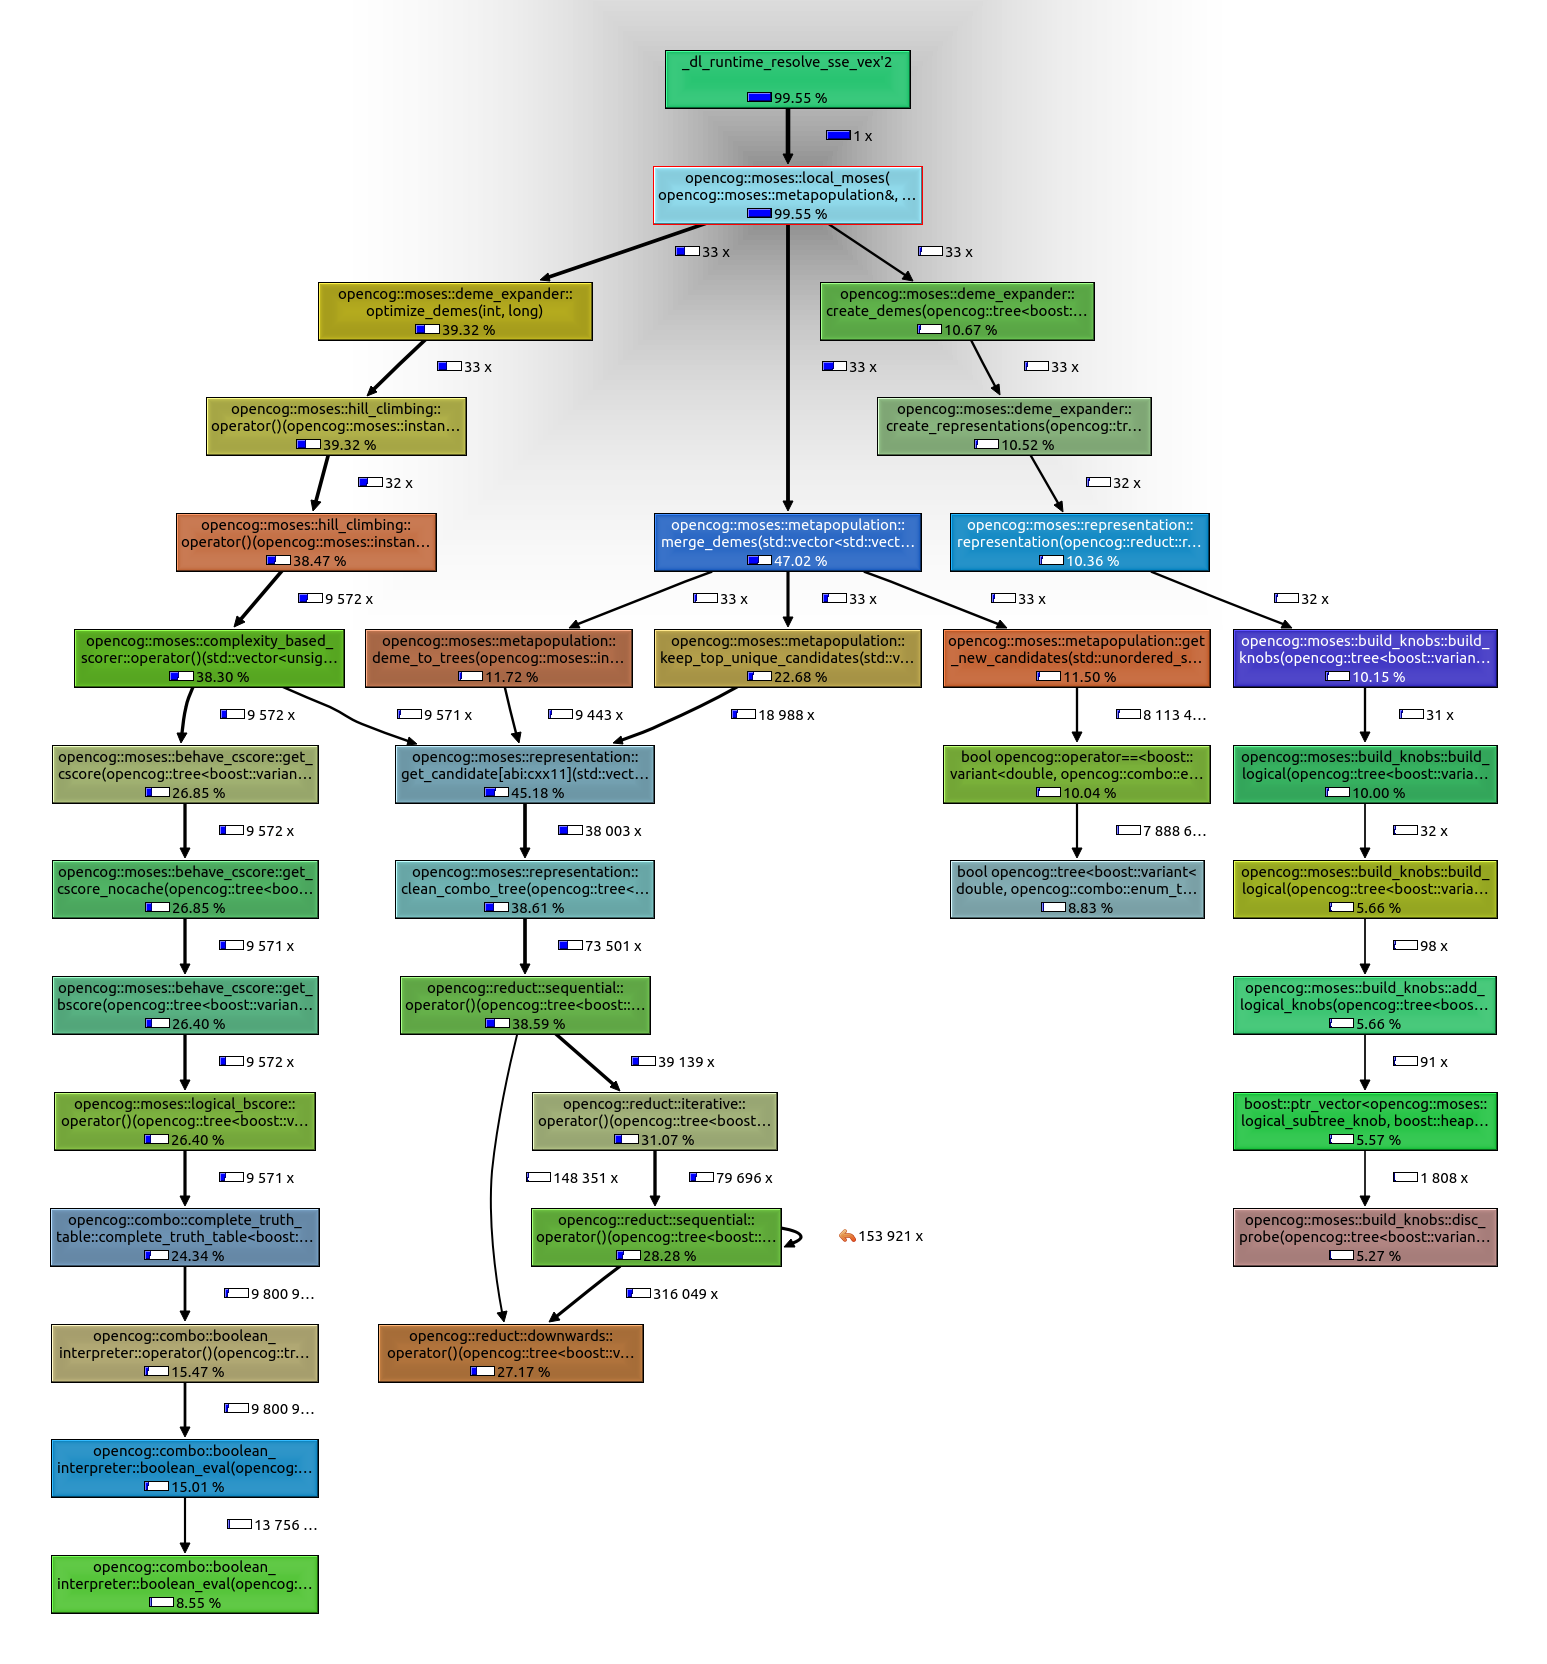 _dl_runtime_resolve_sse_vex'2
99.55 %
1 x
opencog::moses::local_moses(
opencog::moses::metapopulation&, ...
99.55 %
33 x
33 x
opencog::moses::deme_expander::
optimize_demes(int, long)
39.32 %
opencog::moses::deme_expander::
create_demes(opencog::tree<boost:...
10.67 %
33 x
33 x
33 x
opencog::moses::hill_climbing::
operator()(opencog::moses::instan...
39.32 %
opencog::moses::deme_expander::
create_representations(opencog::tr...
10.52 %
32 x
32 x
opencog::moses::hill_climbing::
operator()(opencog::moses::instan...
38.47 %
opencog::moses::metapopulation::
merge_demes(std::vector<std::vect...
47.02 %
opencog::moses::representation::
representation(opencog::reduct::r...
10.36 %
9 572 x
33 x
33 x
33 x
32 x
opencog::moses::complexity_based_
scorer::operator()(std::vector<unsig...
38.30 %
opencog::moses::metapopulation::
deme_to_trees(opencog::moses::in...
11.72 %
opencog::moses::metapopulation::
keep_top_unique_candidates(std::v...
22.68 %
opencog::moses::metapopulation::get
_new_candidates(std::unordered_s...
11.50 %
opencog::moses::build_knobs::build_
knobs(opencog::tree<boost::varian...
10.15 %
9 572 x
9 571 x
9 443 x
18 988 x
8 113 4...
31 x
opencog::moses::behave_cscore::get_
cscore(opencog::tree<boost::varian...
26.85 %
opencog::moses::representation::
get_candidate[abi:cxx11](std::vect...
45.18 %
bool opencog::operator==<boost::
variant<double, opencog::combo::e...
10.04 %
opencog::moses::build_knobs::build_
logical(opencog::tree<boost::varia...
10.00 %
9 572 x
38 003 x
7 888 6...
32 x
opencog::moses::behave_cscore::get_
cscore_nocache(opencog::tree<boo...
26.85 %
opencog::moses::representation::
clean_combo_tree(opencog::tree<...
38.61 %
bool opencog::tree<boost::variant<
double, opencog::combo::enum_t...
8.83 %
opencog::moses::build_knobs::build_
logical(opencog::tree<boost::varia...
5.66 %
9 571 x
73 501 x
98 x
opencog::moses::behave_cscore::get_
bscore(opencog::tree<boost::varian...
26.40 %
opencog::reduct::sequential::
operator()(opencog::tree<boost::...
38.59 %
opencog::moses::build_knobs::add_
logical_knobs(opencog::tree<boos...
5.66 %
9 572 x
39 139 x
91 x
opencog::moses::logical_bscore::
operator()(opencog::tree<boost::v...
26.40 %
opencog::reduct::iterative::
operator()(opencog::tree<boost...
31.07 %
boost::ptr_vector<opencog::moses::
logical_subtree_knob, boost::heap...
5.57 %
9 571 x
148 351 x
79 696 x
1 808 x
opencog::combo::complete_truth_
table::complete_truth_table<boost:...
24.34 %
opencog::reduct::sequential::
operator()(opencog::tree<boost::...
28.28 %
153 921 x
opencog::moses::build_knobs::disc_
probe(opencog::tree<boost::varian...
5.27 %
9 800 9...
316 049 x
opencog::combo::boolean_
interpreter::operator()(opencog::tr...
15.47 %
opencog::reduct::downwards::
operator()(opencog::tree<boost::v...
27.17 %
9 800 9...
opencog::combo::boolean_
interpreter::boolean_eval(opencog:...
15.01 %
13 756 ...
opencog::combo::boolean_
interpreter::boolean_eval(opencog:...
8.55 %